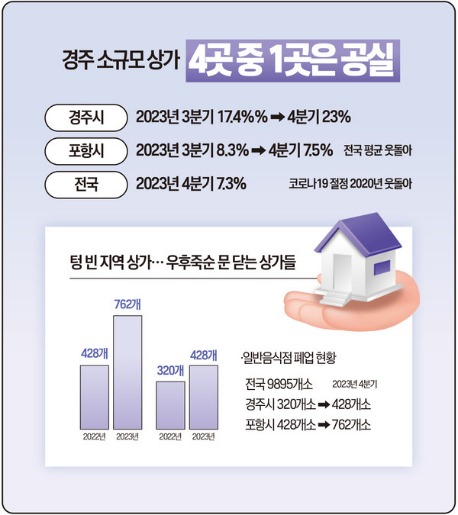 경주 소규모 상가 4곳 중 1곳은 공실
경주시 2023년 3분기 17.4%% ➡ 4분기 23%
포항시 2023년 3분기 8.3% ➡ 4분기 7.5% 전국 평균 웃돌아
전국 2023년 4분기 7.3% 코로나19 절정 2020년 웃돌아
텅 빈 지역 상가… 우후죽순 문 닫는 상가들
762개
428개
428개
320개
2022년 2023년 2022년 2023년
·일반음식점 폐업 현황
전국 9895개소 2023년 4분기
경주시 320개소 ➡ 428개소
포항시 428개소 ➡ 762개소